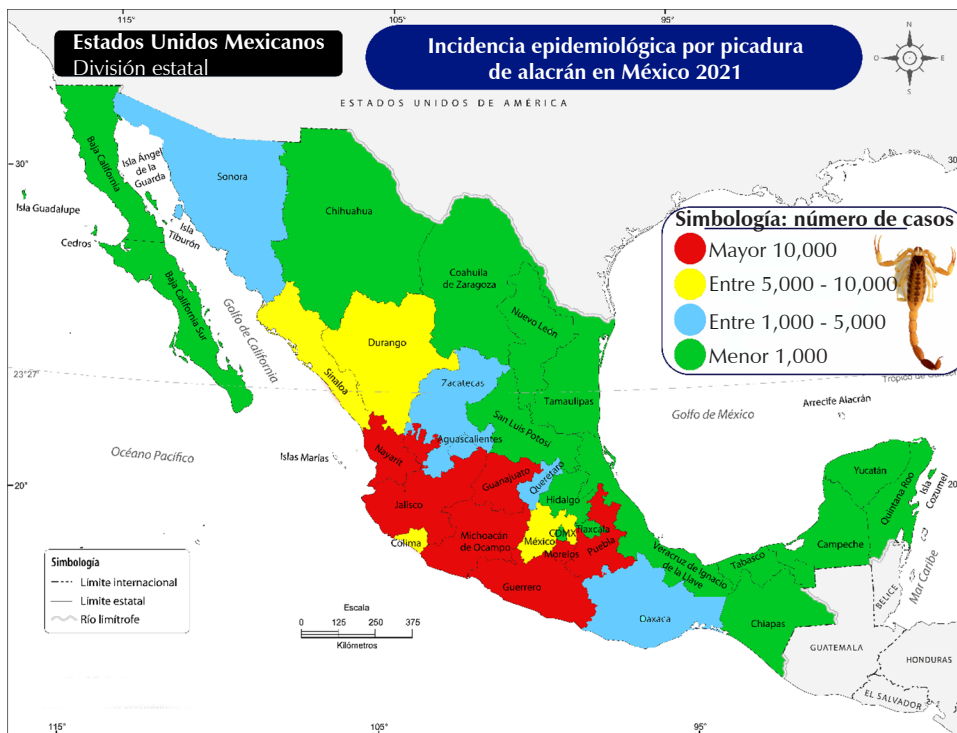 115°
105°
95°
Estados Unidos Mexicanos
División estatal
Incidencia epidemiológica por picadura
de alacrán en México 2021
N
O
E
S
ESTADOS UNIDOS DE AMÉRICA
30°
30
Baja California
Isla Ángel
de la
Guarda
Sonora
Chihuahua
Isla Guadalupe
Isla
Tiburón
Cedros
Coahuila
de Zaragoza
Baja California Sur
Golfo de California
Nuevo León
Simbología: número de casos
Mayor 10,000
Entre 5,000 - 10,000
Entre 1,000 - 5,000
Menor 1,000
Durango
Sinaloa
23°27'
Zacatecas
Tamaulipas
Arrecife Alacrán
Golfo de México
San Luis Potosí
Aguascalientes
Océano Pacífico
Islas Marías
Nayarit
Guanajuato
Querétaro
Yucatán
Quintana Roo
Isla
Cozumel
20°
20
Hidalgo
Jalisco
Michoacán
de Ocampo
México
CDMX
Tlaxcala
Colima
Morelos
Puebla
Veracruz de Ignacio
de la Llave
Tabasco
Campeche
Guerrero
Oaxaca
Chiapas
BELICE
Mar Caribe
GUATEMALA
HONDURAS
EL SALVADOR
Simbología
Límite internacional
Límite estatal
Río limítrofe
Escala
0 125 250 375
Kilómetros
115°
105°
95°